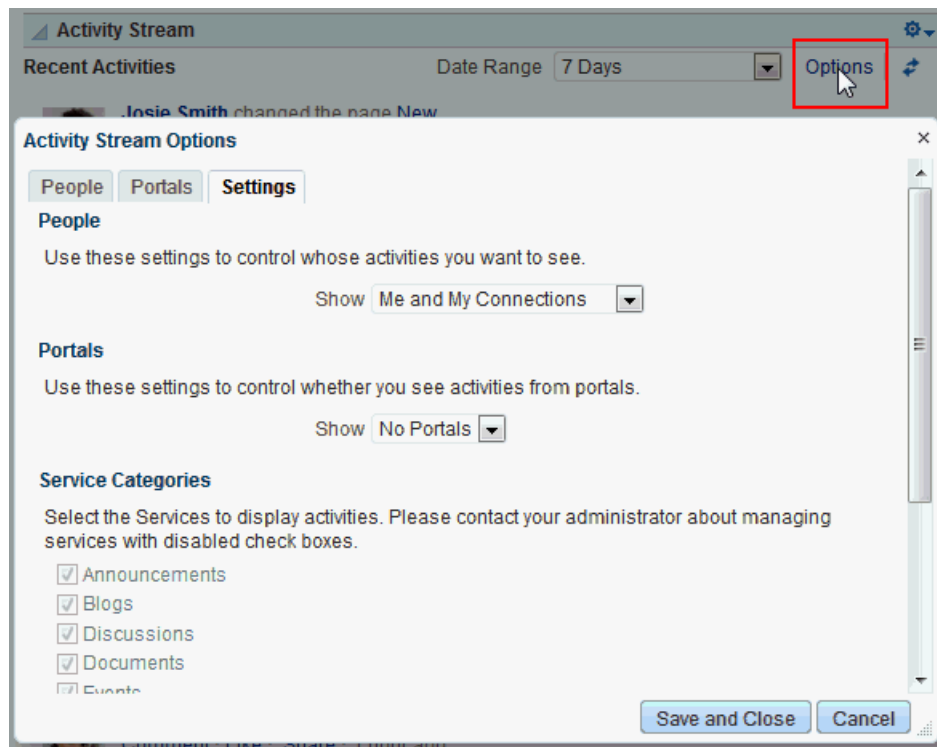 Activity Stream
Recent Activities Date Range 7 Days Options
Josie Smith changed the page New
Activity Stream Options
People Portals Settings
People
Use these settings to control whose activities you want to see.
Show Me and My Connections
Portals
Use these settings to control whether you see activities from portals.
Show No Portals
Service Categories
Select the Services to display activities. Please contact your administrator about managing
services with disabled check boxes.
Announcements
Blogs
Discussions
Documents
Events
Save and Close Cancel
Comment Like Share